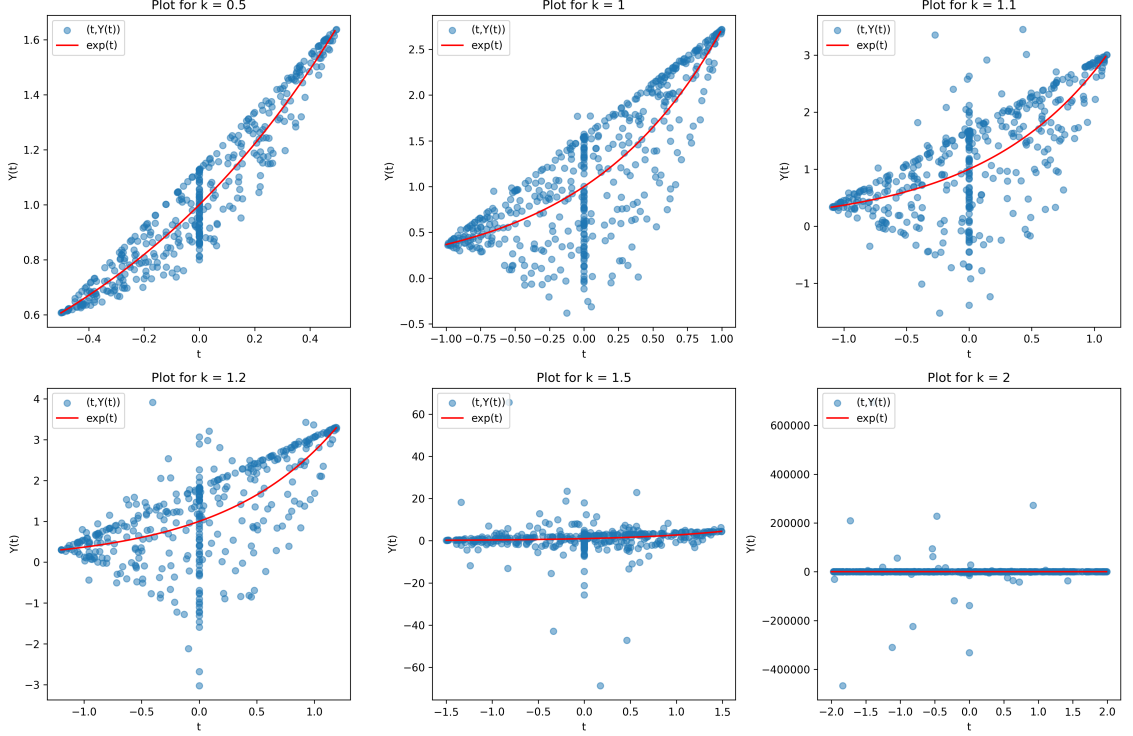 Plot for k = 0.5
(t,Y(t))
exp(t)
1.6
1.4
1.2
1.0
0.8
0.6
Y(t)
−0.4 −0.2 0.0 0.2 0.4
t
Plot for k = 1
(t,Y(t))
exp(t)
2.5
2.0
1.5
1.0
0.5
0.0
−0.5
Y(t)
−1.00 −0.75 −0.50 −0.25 0.00 0.25 0.50 0.75 1.00
t
Plot for k = 1.1
(t,Y(t))
exp(t)
3
2
1
0
−1
Y(t)
−1.0 −0.5 0.0 0.5 1.0
t
Plot for k = 1.2
(t,Y(t))
exp(t)
4
3
2
1
0
−1
−2
−3
Y(t)
−1.0 −0.5 0.0 0.5 1.0
t
Plot for k = 1.5
(t,Y(t))
exp(t)
60
40
20
0
−20
−40
−60
Y(t)
−1.5 −1.0 −0.5 0.0 0.5 1.0 1.5
t
Plot for k = 2
(t,Y(t))
exp(t)
600000
400000
200000
0
−200000
−400000
Y(t)
−2.0 −1.5 −1.0 −0.5 0.0 0.5 1.0 1.5 2.0
t